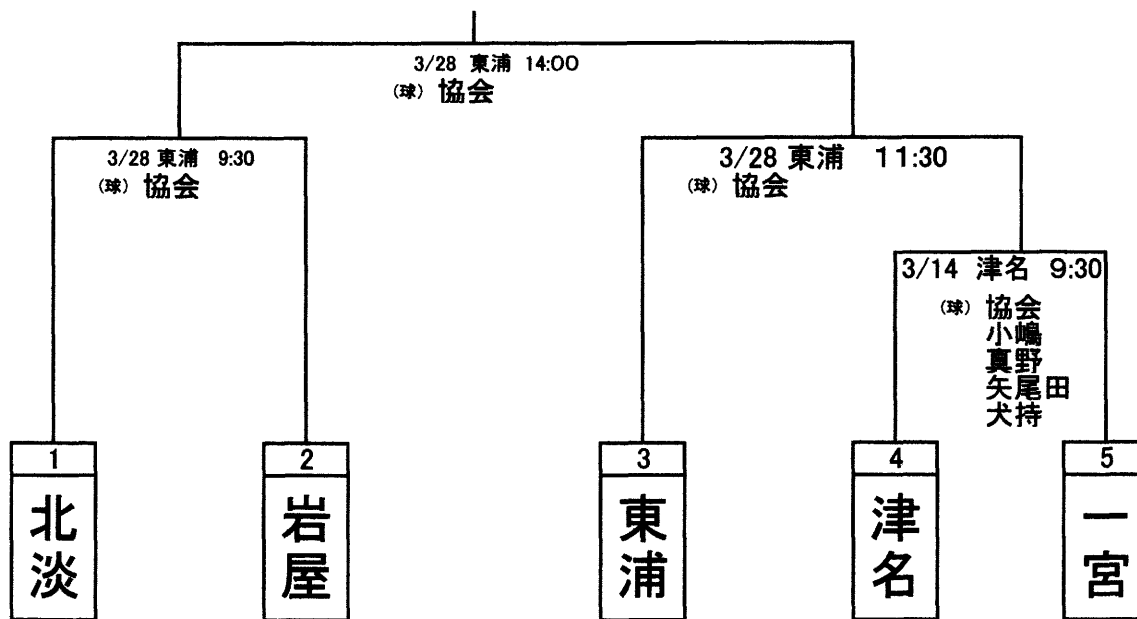 3/28 東浦 14:00
(球) 協会
3/28 東浦 9:30
(球) 協会
3/28 東浦 11:30
(球) 協会
3/14 津名 9:30
(球) 協会
小嶋
真野
矢尾田
犬持
1
北淡
2
岩屋
3
東浦
4
津名
5
一宮